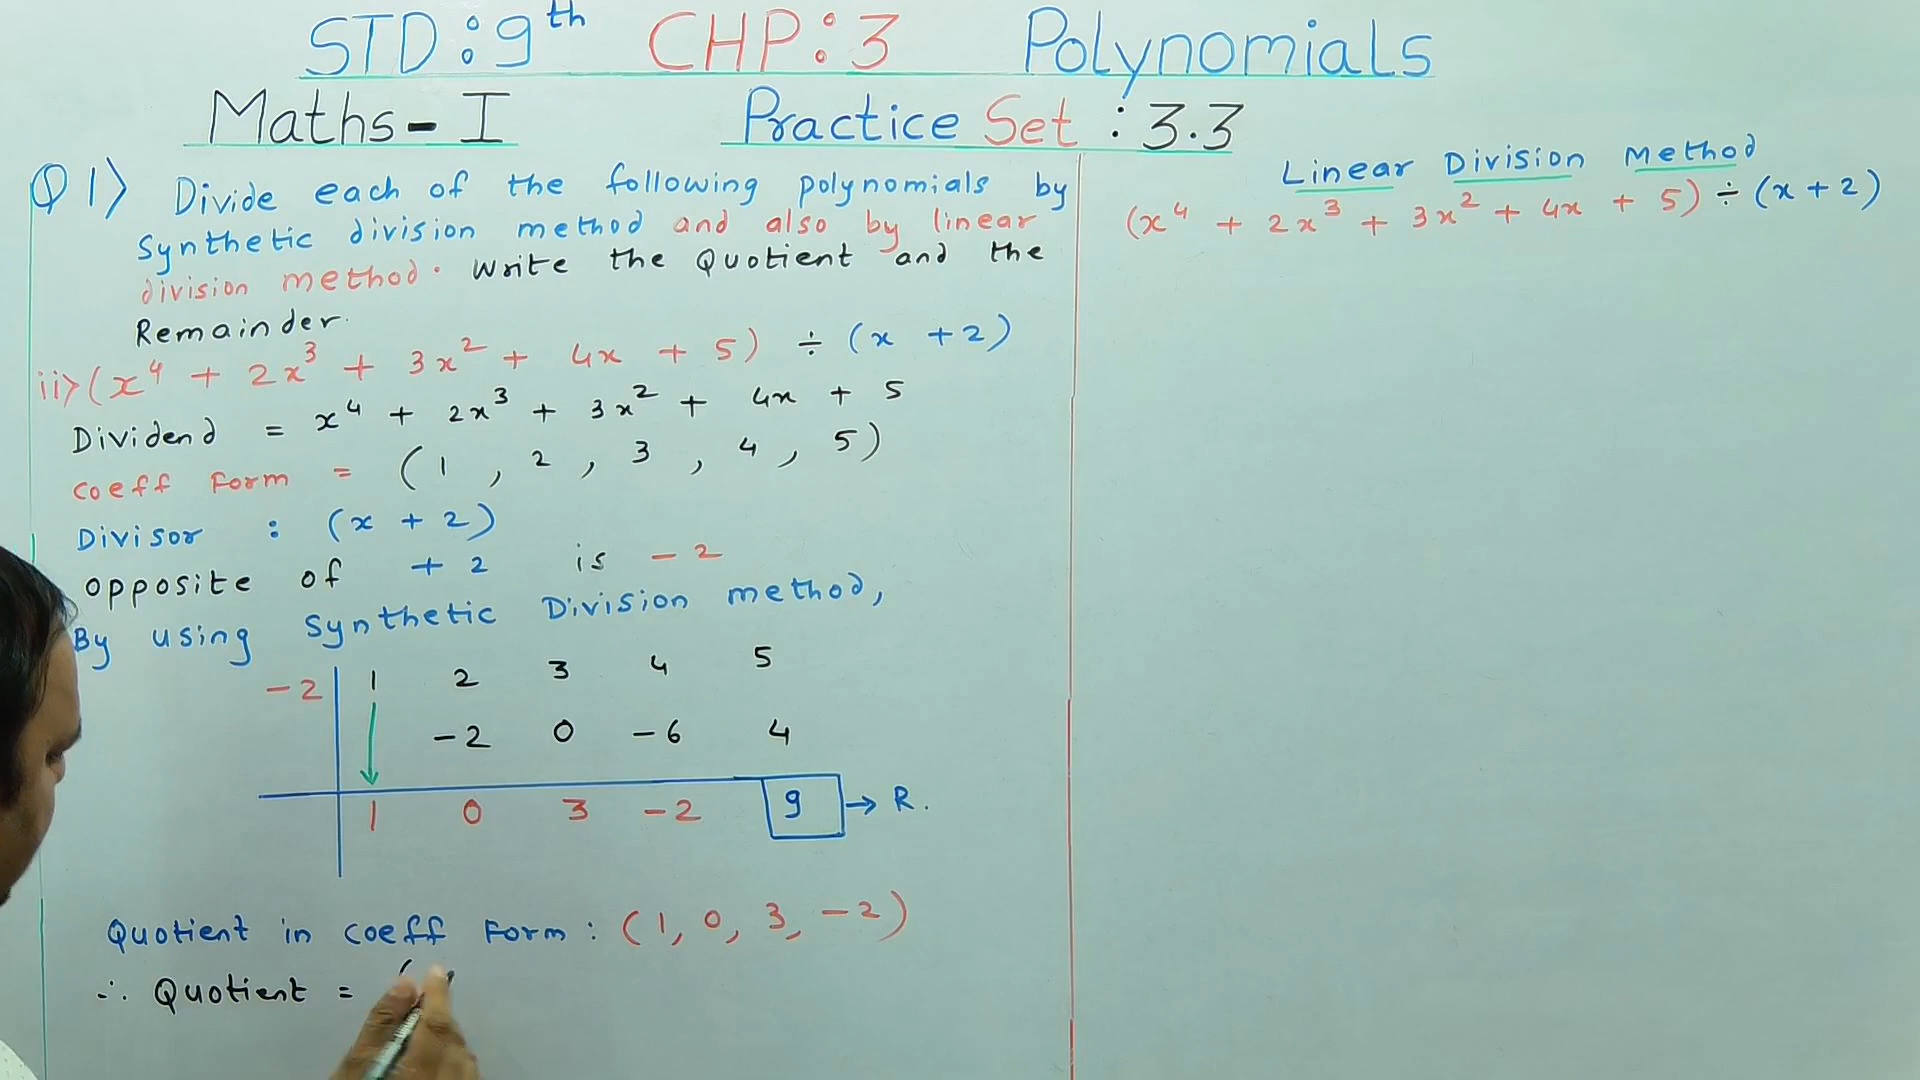 STD : 9th CHP : 3 Polynomials
Maths - I Practice Set : 3.3
Q 1) Divide each of the following polynomials by
synthetic division method and also by linear
division method. Write the Quotient and the
Remainder.
ii) (x⁴ + 2x³ + 3x² + 4x + 5) ÷ (x + 2)
Dividend = x⁴ + 2x³ + 3x² + 4x + 5
Coeff Form = (1 , 2 , 3 , 4 , 5)
Divisor : (x + 2)
opposite of + 2 is - 2
By using synthetic Division method,
-2 1 2 3 4 5
-2 0 -6 4
1 0 3 -2 9 → R.
Quotient in coeff Form : (1, 0, 3, -2)
∴ Quotient = (
Linear Division Method
(x⁴ + 2x³ + 3x² + 4x + 5) ÷ (x + 2)